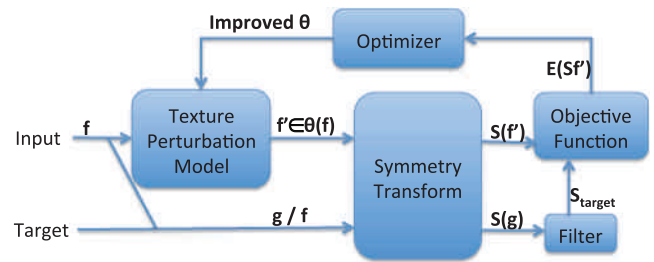 Improved θ
Optimizer
E(Sf')
Input
f
Texture
Perturbation
Model
f'∈θ(f)
Symmetry
Transform
S(f')
Objective
Function
Target
g / f
S(g)
S_target
Filter